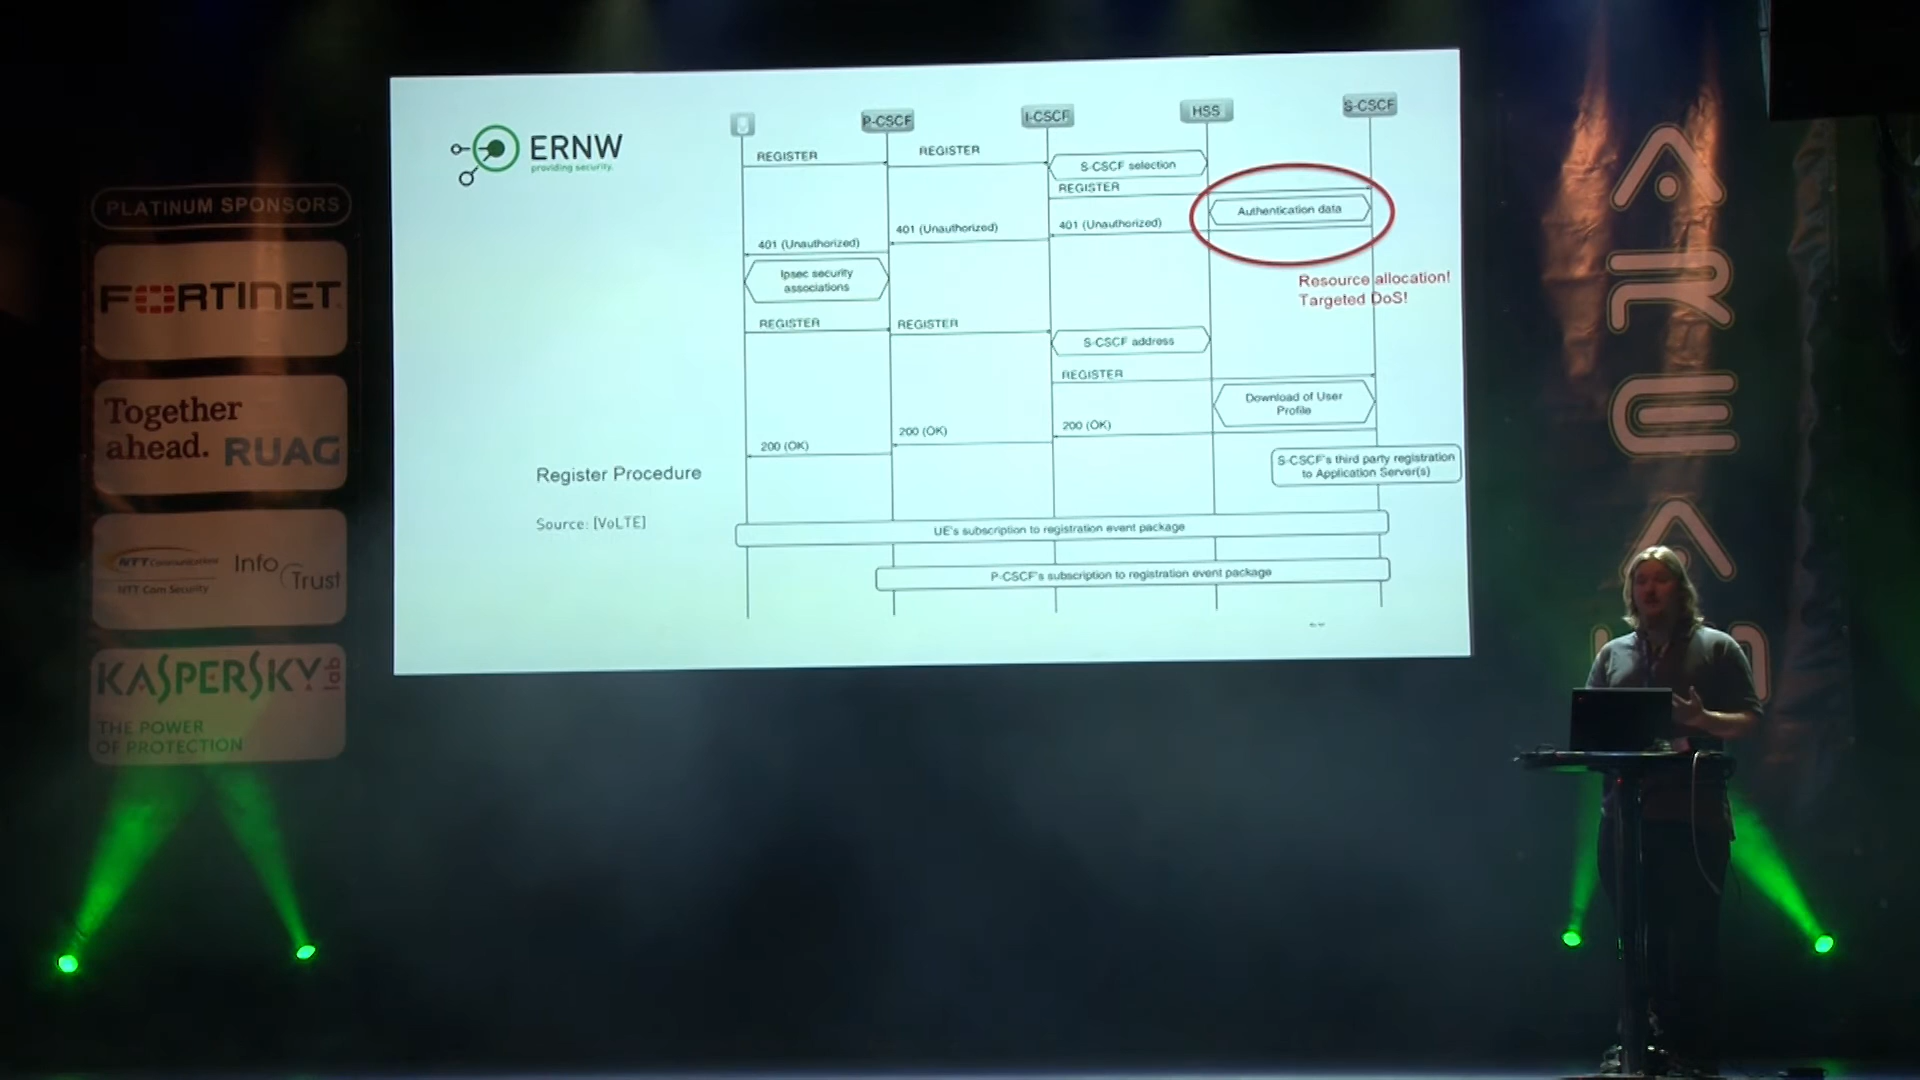 PLATINUM SPONSORS
FORTINET
Together
ahead. RUAG
NTT Communications
NTT Com Security
Info
Trust
KASPERSKY lab
THE POWER
OF PROTECTION
ERNW
providing security.
P-CSCF
I-CSCF
HSS
S-CSCF
REGISTER
REGISTER
S-CSCF selection
REGISTER
Authentication data
401 (Unauthorized)
401 (Unauthorized)
401 (Unauthorized)
Ipsec security
associations
Resource allocation!
Targeted DoS!
REGISTER
REGISTER
S-CSCF address
REGISTER
Download of User
Profile
200 (OK)
200 (OK)
200 (OK)
S-CSCF's third party registration
to Application Server(s)
Register Procedure
Source: [VoLTE]
UE's subscription to registration event package
P-CSCF's subscription to registration event package